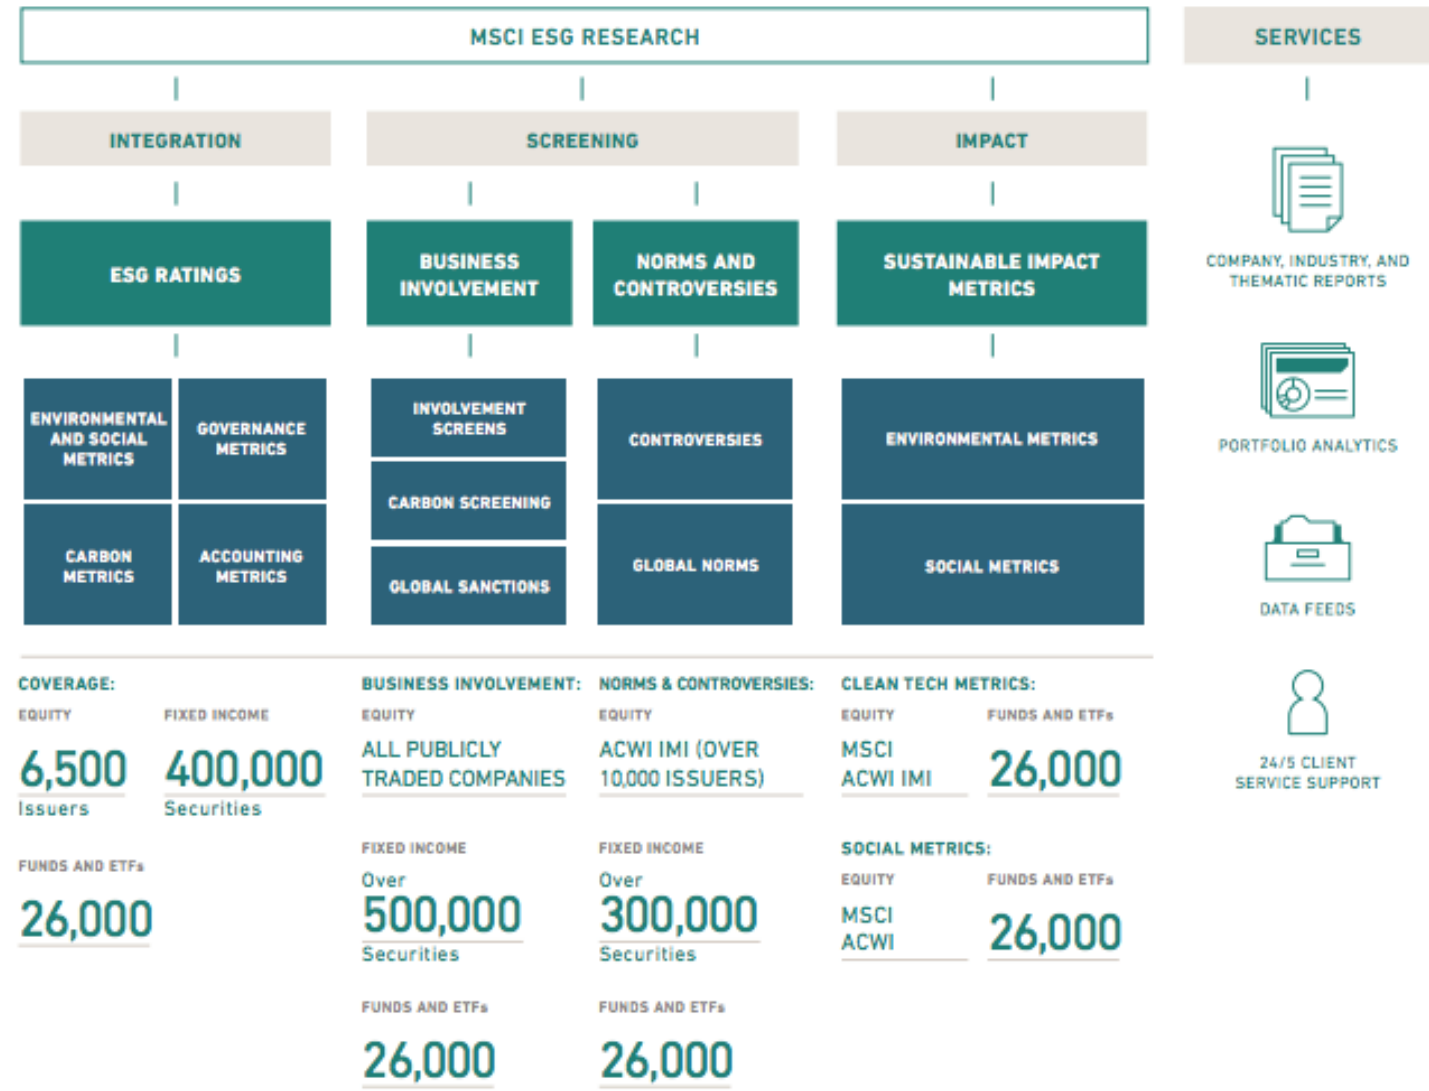 MSCI ESG RESEARCH
SERVICES
INTEGRATION
SCREENING
IMPACT
ESG RATINGS
BUSINESS
INVOLVEMENT
NORMS AND
CONTROVERSIES
SUSTAINABLE IMPACT
METRICS
ENVIRONMENTAL
AND SOCIAL
METRICS
GOVERNANCE
METRICS
CARBON
METRICS
ACCOUNTING
METRICS
INVOLVEMENT
SCREENS
CARBON SCREENING
GLOBAL SANCTIONS
CONTROVERSIES
GLOBAL NORMS
ENVIRONMENTAL METRICS
SOCIAL METRICS
COMPANY, INDUSTRY, AND
THEMATIC REPORTS
PORTFOLIO ANALYTICS
DATA FEEDS
24/5 CLIENT
SERVICE SUPPORT
COVERAGE:
EQUITY
6,500
Issuers
FIXED INCOME
400,000
Securities
FUNDS AND ETFs
26,000
BUSINESS INVOLVEMENT:
EQUITY
ALL PUBLICLY
TRADED COMPANIES
FIXED INCOME
Over
500,000
Securities
FUNDS AND ETFs
26,000
NORMS & CONTROVERSIES:
EQUITY
ACWI IMI (OVER
10,000 ISSUERS)
FIXED INCOME
Over
300,000
Securities
FUNDS AND ETFs
26,000
CLEAN TECH METRICS:
EQUITY
MSCI
ACWI IMI
FUNDS AND ETFs
26,000
SOCIAL METRICS:
EQUITY
MSCI
ACWI
FUNDS AND ETFs
26,000